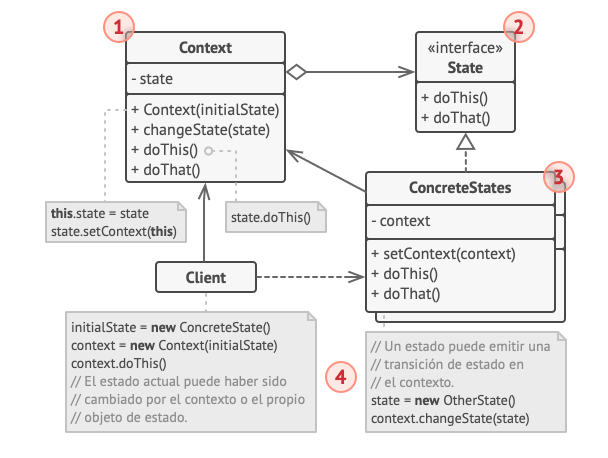 1
Context
- state
+ Context(initialState)
+ changeState(state)
+ doThis()
+ doThat()
2
«interface»
State
+ doThis()
+ doThat()
this.state = state
state.setContext(this)
state.doThis()
3
ConcreteStates
- context
+ setContext(context)
+ doThis()
+ doThat()
Client
initialState = new ConcreteState()
context = new Context(initialState)
context.doThis()
// El estado actual puede haber sido
// cambiado por el contexto o el propio
// objeto de estado.
4
// Un estado puede emitir una
// transición de estado en
// el contexto.
state = new OtherState()
context.changeState(state)